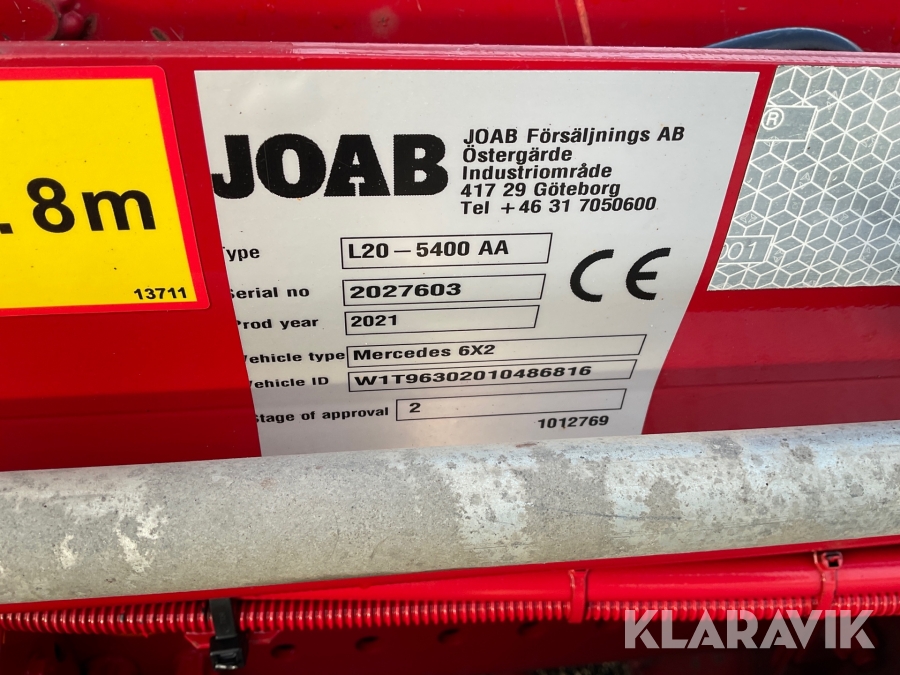 .8m
13711
JOAB
JOAB Försäljnings AB
Östergärde
Industriområde
417 29 Göteborg
Tel +46 31 7050600
Type L20-5400 AA
Serial no 2027603
Prod year 2021
Vehicle type Mercedes 6X2
Vehicle ID W1T96302010486816
Stage of approval 2
1012769
CE
®
001
KLARAVIK